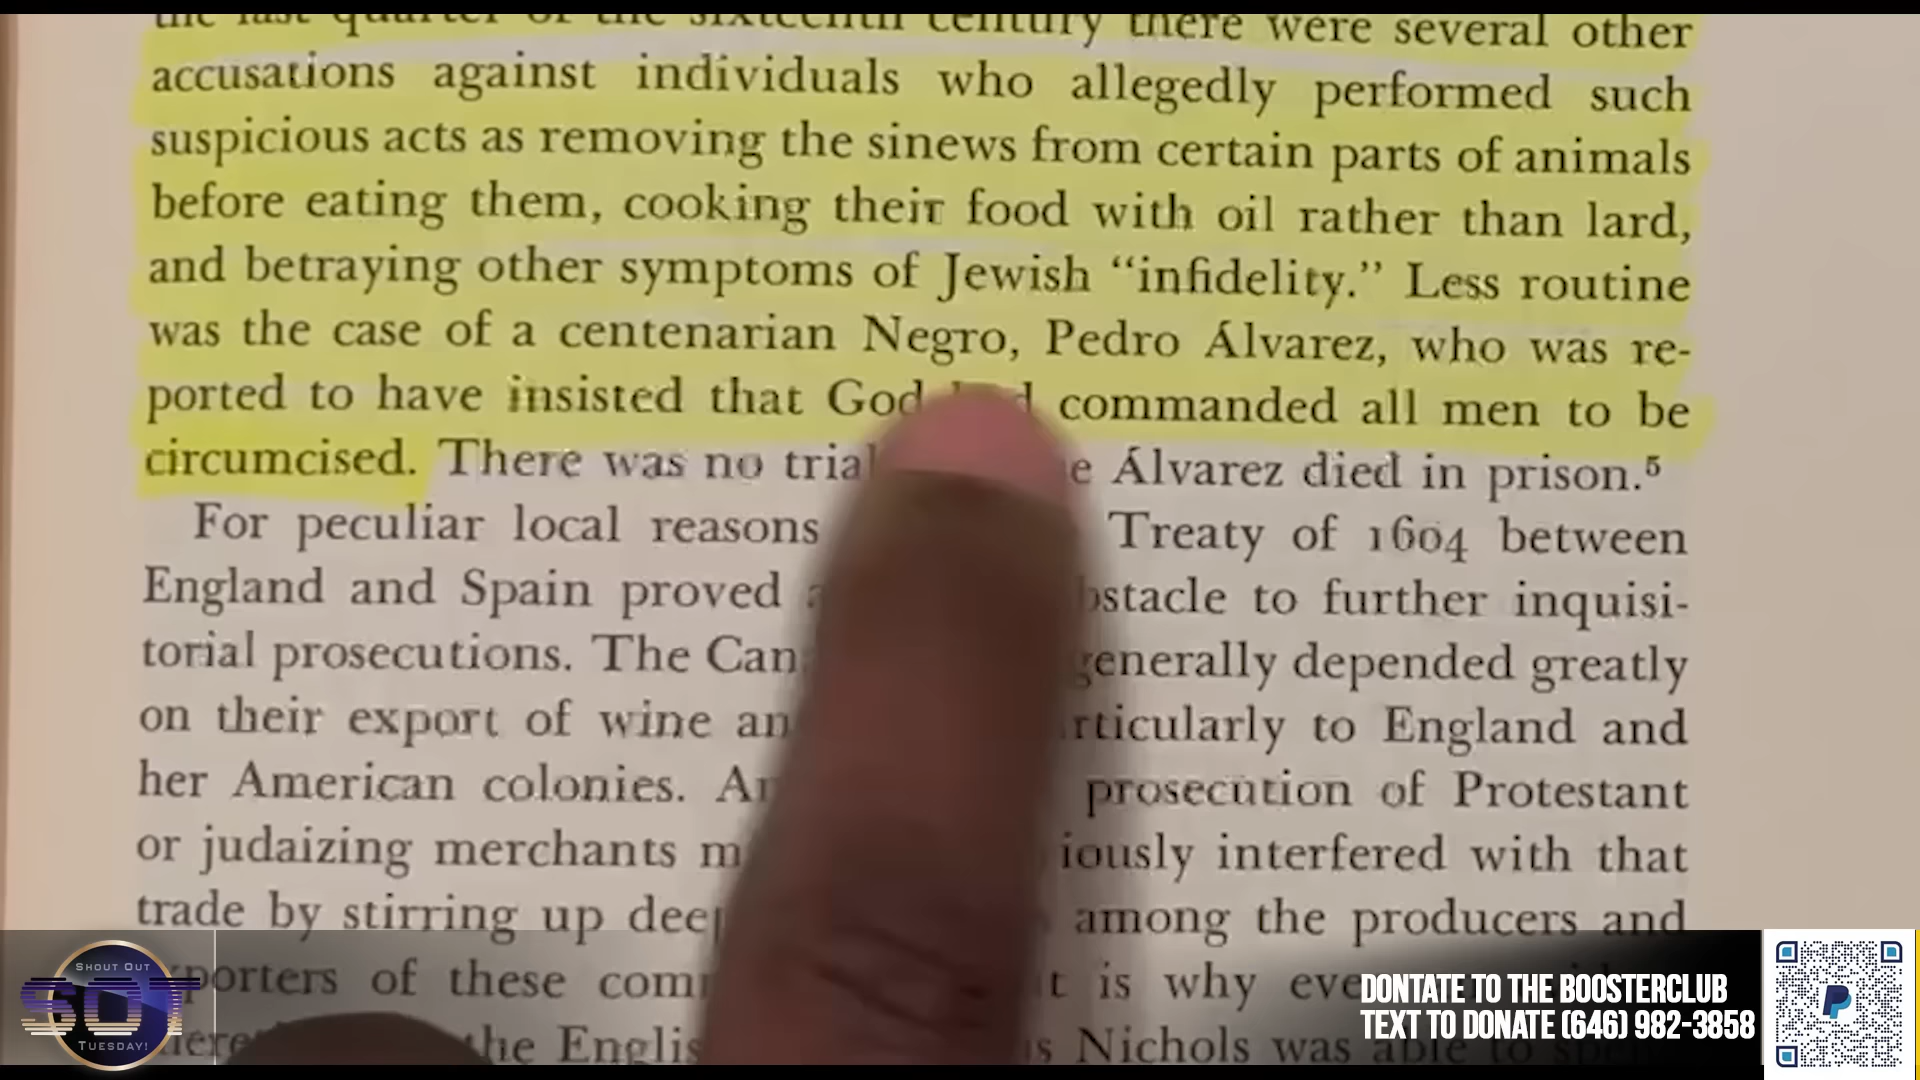 the last quarter of the sixteenth century there were several other
accusations against individuals who allegedly performed such
suspicious acts as removing the sinews from certain parts of animals
before eating them, cooking their food with oil rather than lard,
and betraying other symptoms of Jewish “infidelity.” Less routine
was the case of a centenarian Negro, Pedro Álvarez, who was re-
ported to have insisted that God had commanded all men to be
circumcised. There was no trial Álvarez died in prison.⁵
For peculiar local reasons Treaty of 1604 between
England and Spain proved bstacle to further inquisi-
torial prosecutions. The Can generally depended greatly
on their export of wine an rticularly to England and
her American colonies. prosecution of Protestant
or judaizing merchants m iously interfered with that
trade by stirring up deep among the producers and
porters of these com t is why eve
the Englis s Nichols was able to
SHOUT OUT
SOT
TUESDAY!
DONTATE TO THE BOOSTERCLUB
TEXT TO DONATE (646) 982-3858